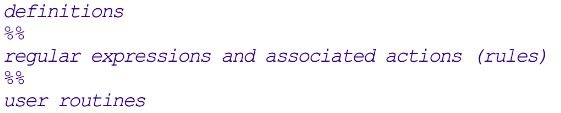 definitions
%%
regular expressions and associated actions (rules)
%%
user routines